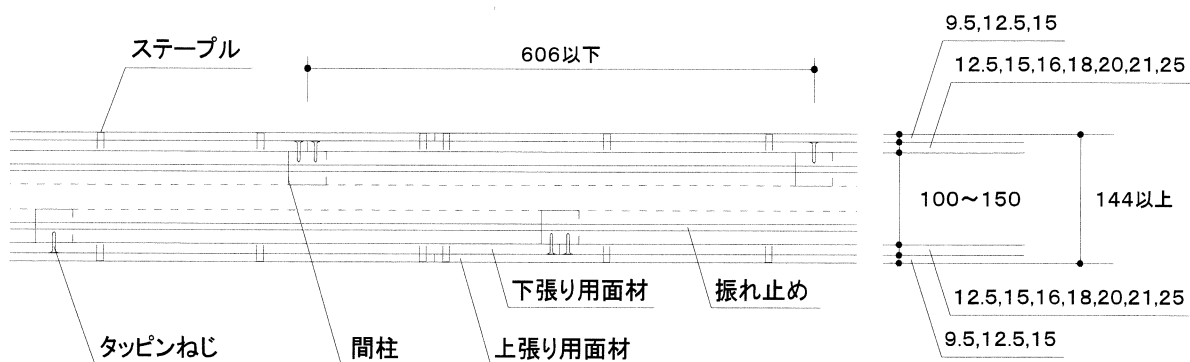 ステープル
606以下
9.5,12.5,15
12.5,15,16,18,20,21,25
100～150
144以上
下張り用面材
振れ止め
12.5,15,16,18,20,21,25
タッピンねじ
間柱
上張り用面材
9.5,12.5,15